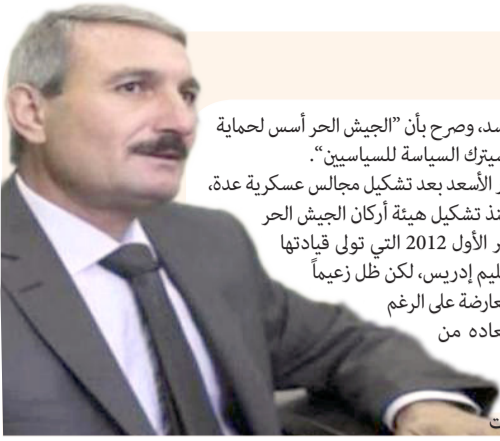 سد، وصرح بأن ”الجيش الحر أسس لحماية
سيترك السياسة للسياسيين“.
ر الأسعد بعد تشكيل مجالس عسكرية عدة،
نذ تشكيل هيئة أركان الجيش الحر
ر الأول 2012 التي تولى قيادتها
ليم إدريس، لكن ظل زعيماً
عارضة على الرغم
عاده من
ت